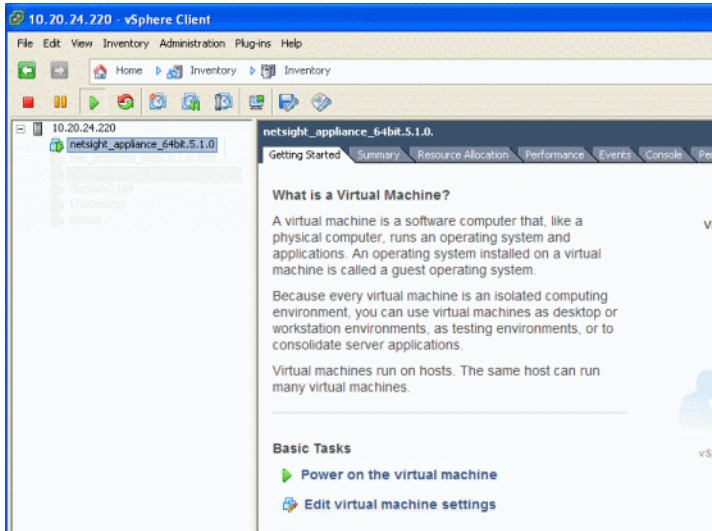 10.20.24.220 - vSphere Client
File Edit View Inventory Administration Plug-ins Help
Home Inventory Inventory
10.20.24.220
netsight_appliance_64bit.5.1.0
netsight_appliance_64bit.5.1.0.
Getting Started Summary Resource Allocation Performance Events Console
What is a Virtual Machine?
A virtual machine is a software computer that, like a
physical computer, runs an operating system and
applications. An operating system installed on a virtual
machine is called a guest operating system.
Because every virtual machine is an isolated computing
environment, you can use virtual machines as desktop or
workstation environments, as testing environments, or to
consolidate server applications.
Virtual machines run on hosts. The same host can run
many virtual machines.
Basic Tasks
Power on the virtual machine
Edit virtual machine settings